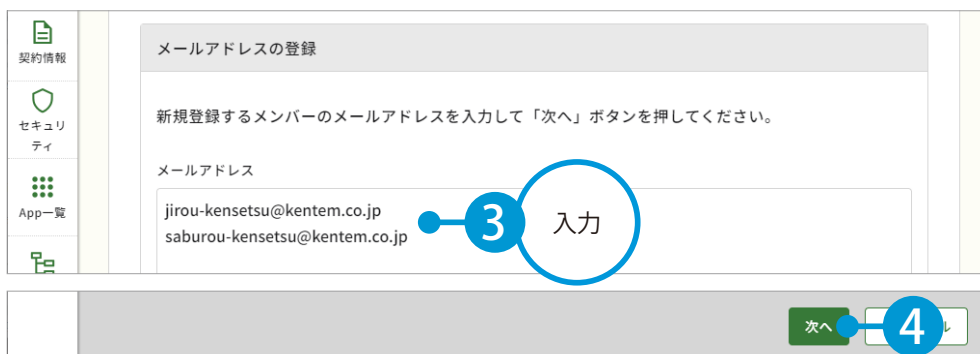 契約情報
セキュリ
ティ
App一覧
メールアドレスの登録
新規登録するメンバーのメールアドレスを入力して「次へ」ボタンを押してください。
メールアドレス
jirou-kensetsu@kentem.co.jp
saburou-kensetsu@kentem.co.jp
3
入力
次へ
4
ル